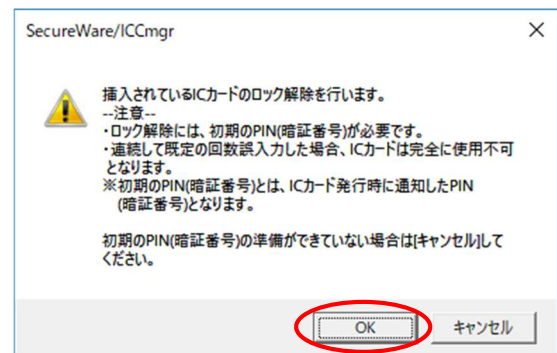 SecureWare/ICCmgr
挿入されているICカードのロック解除を行います。
--注意--
・ロック解除には、初期のPIN(暗証番号)が必要です。
・連続して既定の回数誤入力した場合、ICカードは完全に使用不可
となります。
※初期のPIN(暗証番号)とは、ICカード発行時に通知したPIN
(暗証番号)となります。
初期のPIN(暗証番号)の準備ができていない場合は[キャンセル]して
ください。
OK
キャンセル